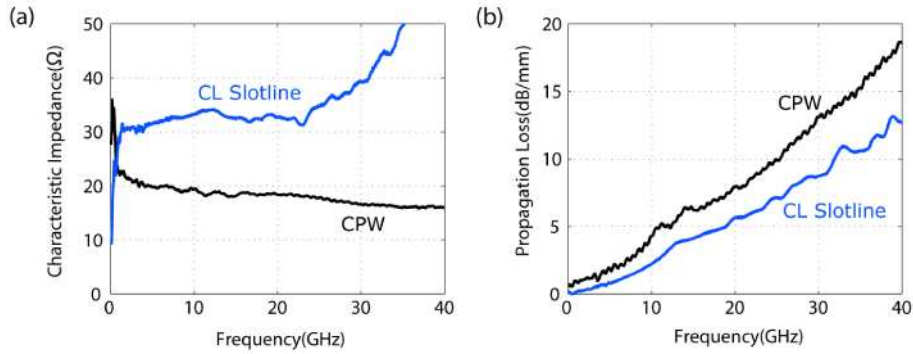 (a)
50
40
30
20
10
0
Characteristic Impedance(Ω)
CL Slotline
CPW
0 10 20 30 40
Frequency(GHz)
(b)
20
15
10
5
0
Propagation Loss(dB/mm)
CPW
CL Slotline
0 10 20 30 40
Frequency(GHz)